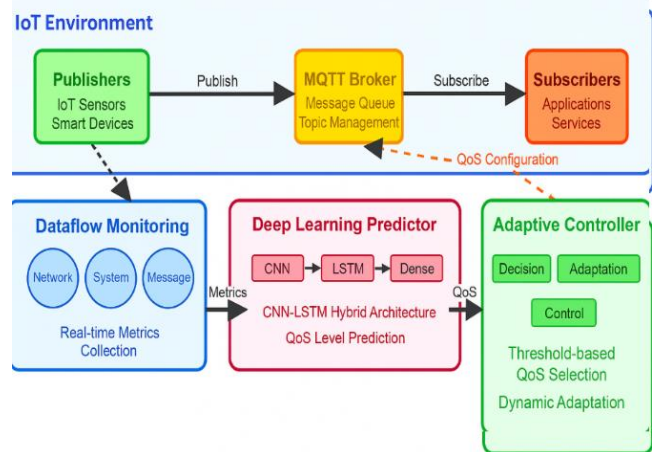 IoT Environment
Publishers
IoT Sensors
Smart Devices
Publish
MQTT Broker
Message Queue
Topic Management
Subscribe
Subscribers
Applications
Services
QoS Configuration
Dataflow Monitoring
Network
System
Message
Real-time Metrics
Collection
Metrics
Deep Learning Predictor
CNN
LSTM
Dense
CNN-LSTM Hybrid Architecture
QoS Level Prediction
QoS
Adaptive Controller
Decision
Adaptation
Control
Threshold-based
QoS Selection
Dynamic Adaptation